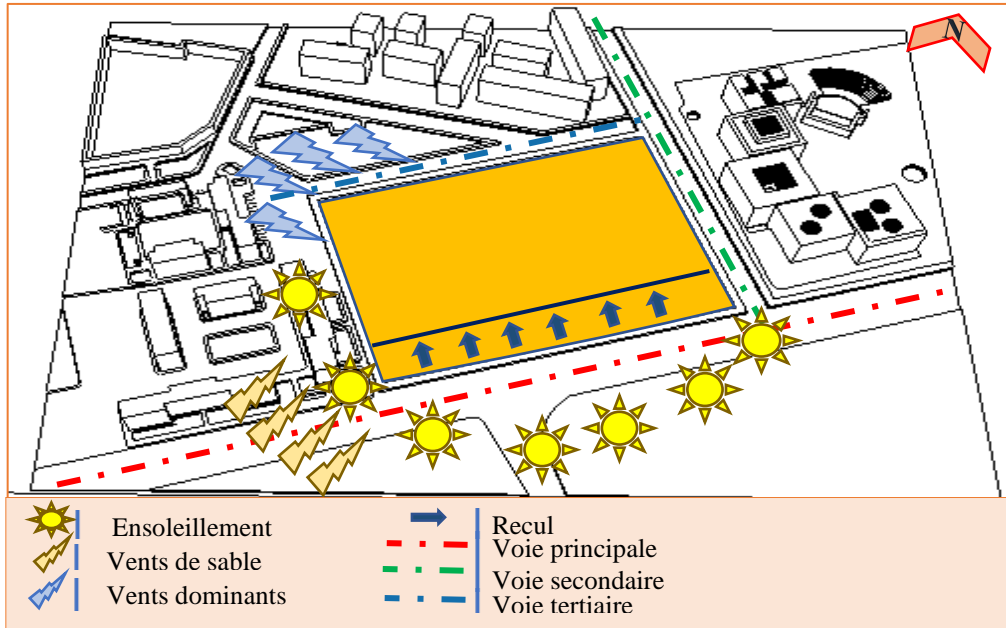 N
Ensoleillement
Vents de sable
Vents dominants
Recul
Voie principale
Voie secondaire
Voie tertiaire